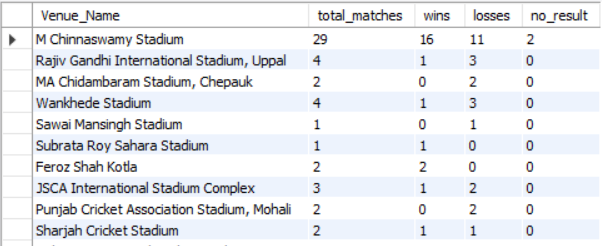 Venue_Name total_matches wins losses no_result
M Chinnaswamy Stadium 29 16 11 2
Rajiv Gandhi International Stadium, Uppal 4 1 3 0
MA Chidambaram Stadium, Chepauk 2 0 2 0
Wankhede Stadium 4 1 3 0
Sawai Mansingh Stadium 1 0 1 0
Subrata Roy Sahara Stadium 1 1 0 0
Feroz Shah Kotla 2 2 0 0
JSCA International Stadium Complex 3 1 2 0
Punjab Cricket Association Stadium, Mohali 2 0 2 0
Sharjah Cricket Stadium 2 1 1 0